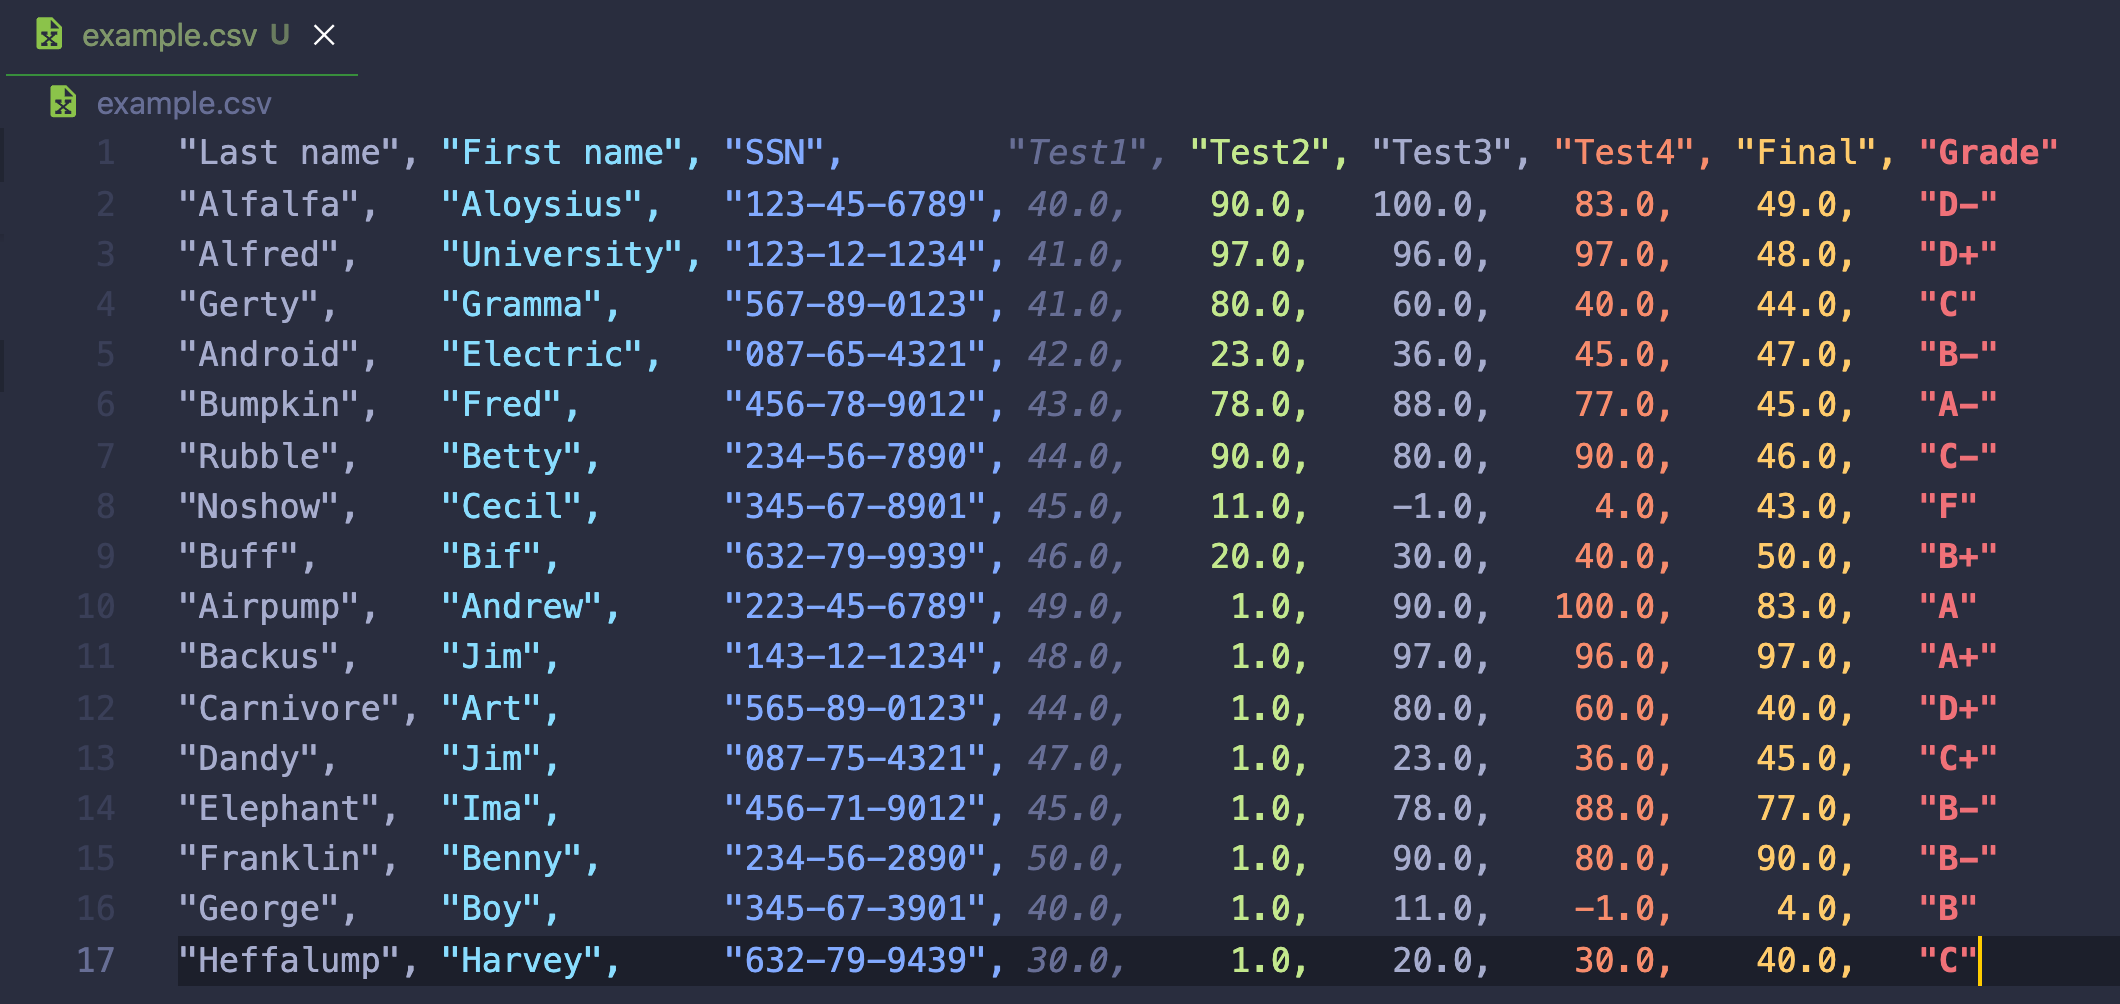 example.csv U
example.csv
1 "Last name", "First name", "SSN", "Test1", "Test2", "Test3", "Test4", "Final", "Grade"
2 "Alfalfa", "Aloysius", "123-45-6789", 40.0, 90.0, 100.0, 83.0, 49.0, "D-"
3 "Alfred", "University", "123-12-1234", 41.0, 97.0, 96.0, 97.0, 48.0, "D+"
4 "Gerty", "Gramma", "567-89-0123", 41.0, 80.0, 60.0, 40.0, 44.0, "C"
5 "Android", "Electric", "087-65-4321", 42.0, 23.0, 36.0, 45.0, 47.0, "B-"
6 "Bumpkin", "Fred", "456-78-9012", 43.0, 78.0, 88.0, 77.0, 45.0, "A-"
7 "Rubble", "Betty", "234-56-7890", 44.0, 90.0, 80.0, 90.0, 46.0, "C-"
8 "Noshow", "Cecil", "345-67-8901", 45.0, 11.0, -1.0, 4.0, 43.0, "F"
9 "Buff", "Bif", "632-79-9939", 46.0, 20.0, 30.0, 40.0, 50.0, "B+"
10 "Airpump", "Andrew", "223-45-6789", 49.0, 1.0, 90.0, 100.0, 83.0, "A"
11 "Backus", "Jim", "143-12-1234", 48.0, 1.0, 97.0, 96.0, 97.0, "A+"
12 "Carnivore", "Art", "565-89-0123", 44.0, 1.0, 80.0, 60.0, 40.0, "D+"
13 "Dandy", "Jim", "087-75-4321", 47.0, 1.0, 23.0, 36.0, 45.0, "C+"
14 "Elephant", "Ima", "456-71-9012", 45.0, 1.0, 78.0, 88.0, 77.0, "B-"
15 "Franklin", "Benny", "234-56-2890", 50.0, 1.0, 90.0, 80.0, 90.0, "B-"
16 "George", "Boy", "345-67-3901", 40.0, 1.0, 11.0, -1.0, 4.0, "B"
17 "Heffalump", "Harvey", "632-79-9439", 30.0, 1.0, 20.0, 30.0, 40.0, "C"